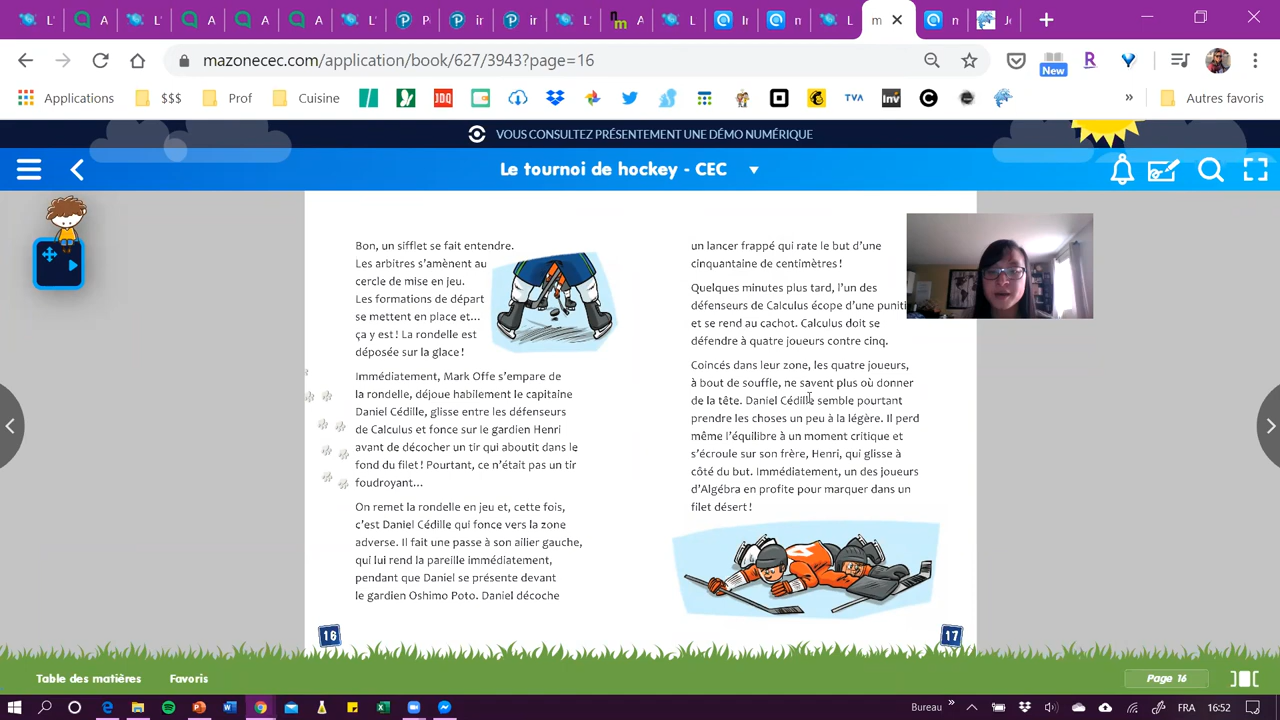 L'
A
L'
A
A
A
L'
P
ir
ir
L'
A
L
Ir
n
L
m
n
Jo
mazonecec.com/application/book/627/3943?page=16
New
Applications
$$$
Prof
Cuisine
JDQ
TVA
Inv
»
Autres favoris
VOUS CONSULTEZ PRÉSENTEMENT UNE DÉMO NUMÉRIQUE
Le tournoi de hockey - CEC
Bon, un sifflet se fait entendre.
Les arbitres s'amènent au
cercle de mise en jeu.
Les formations de départ
se mettent en place et…
ça y est ! La rondelle est
déposée sur la glace !
Immédiatement, Mark Offe s'empare de
la rondelle, déjoue habilement le capitaine
Daniel Cédille, glisse entre les défenseurs
de Calculus et fonce sur le gardien Henri
avant de décocher un tir qui aboutit dans le
fond du filet ! Pourtant, ce n'était pas un tir
foudroyant…
On remet la rondelle en jeu et, cette fois,
c'est Daniel Cédille qui fonce vers la zone
adverse. Il fait une passe à son ailier gauche,
qui lui rend la pareille immédiatement,
pendant que Daniel se présente devant
le gardien Oshimo Poto. Daniel décoche
16
un lancer frappé qui rate le but d'une
cinquantaine de centimètres !
Quelques minutes plus tard, l'un des
défenseurs de Calculus écope d'une puniti
et se rend au cachot. Calculus doit se
défendre à quatre joueurs contre cinq.
Coincés dans leur zone, les quatre joueurs,
à bout de souffle, ne savent plus où donner
de la tête. Daniel Cédille semble pourtant
prendre les choses un peu à la légère. Il perd
même l'équilibre à un moment critique et
s'écroule sur son frère, Henri, qui glisse à
côté du but. Immédiatement, un des joueurs
d'Algébra en profite pour marquer dans un
filet désert !
17
Table des matières
Favoris
Page 16
Bureau
»
FRA
16:52